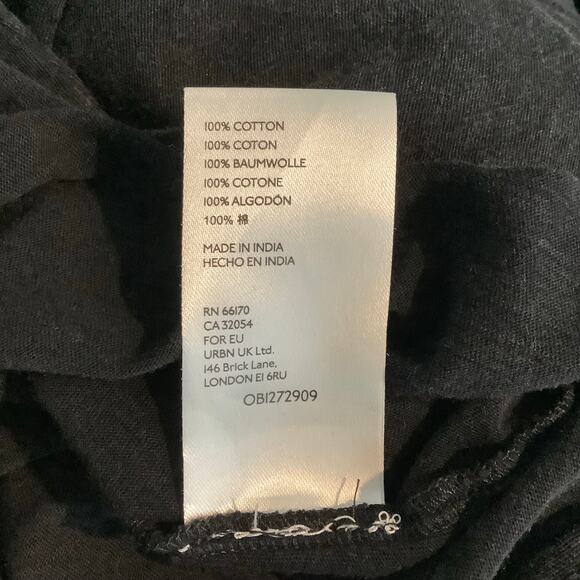 100% COTTON
100% COTON
100% BAUMWOLLE
100% COTONE
100% ALGODÓN
100% 棉
MADE IN INDIA
HECHO EN INDIA
RN 66170
CA 32054
FOR EU
URBN UK Ltd.
146 Brick Lane,
LONDON E1 6RU
OB1272909